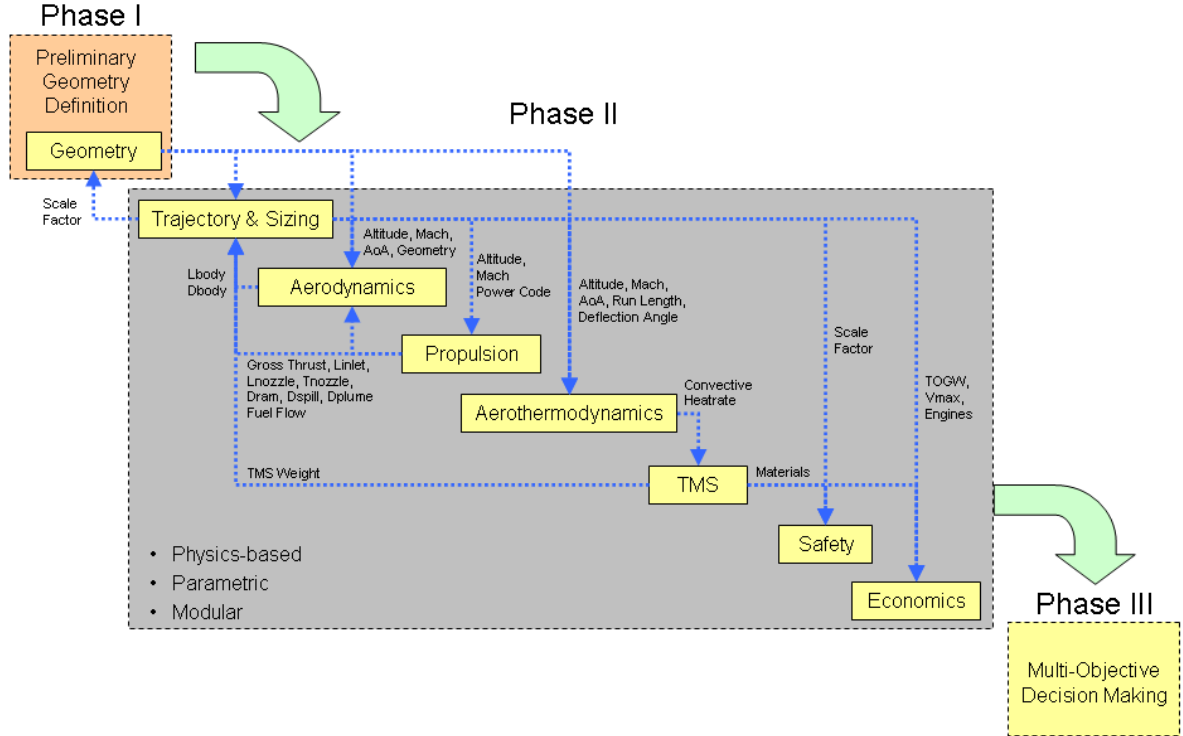 Phase I
Preliminary
Geometry
Definition
Geometry
Phase II
Scale
Factor
Trajectory & Sizing
Altitude, Mach,
AoA, Geometry
Lbody
Dbody
Aerodynamics
Altitude,
Mach
Power Code
Altitude, Mach,
AoA, Run Length,
Deflection Angle
Propulsion
Scale
Factor
Gross Thrust, Linlet,
Lnozzle, Tnozzle,
Dram, Dspill, Dplume
Fuel Flow
Aerothermodynamics
Convective
Heatrate
TOGW,
Vmax,
Engines
TMS Weight
TMS
Materials
Safety
• Physics-based
• Parametric
• Modular
Economics
Phase III
Multi-Objective
Decision Making